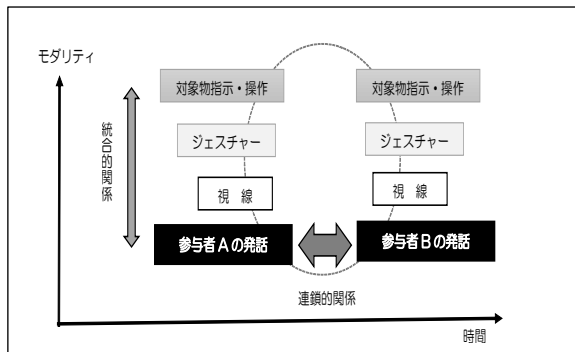 モダリティ
対象物指示・操作
対象物指示・操作
ジェスチャー
ジェスチャー
統合的関係
視 線
視 線
参与者Aの発話
参与者Bの発話
連鎖的関係
時間